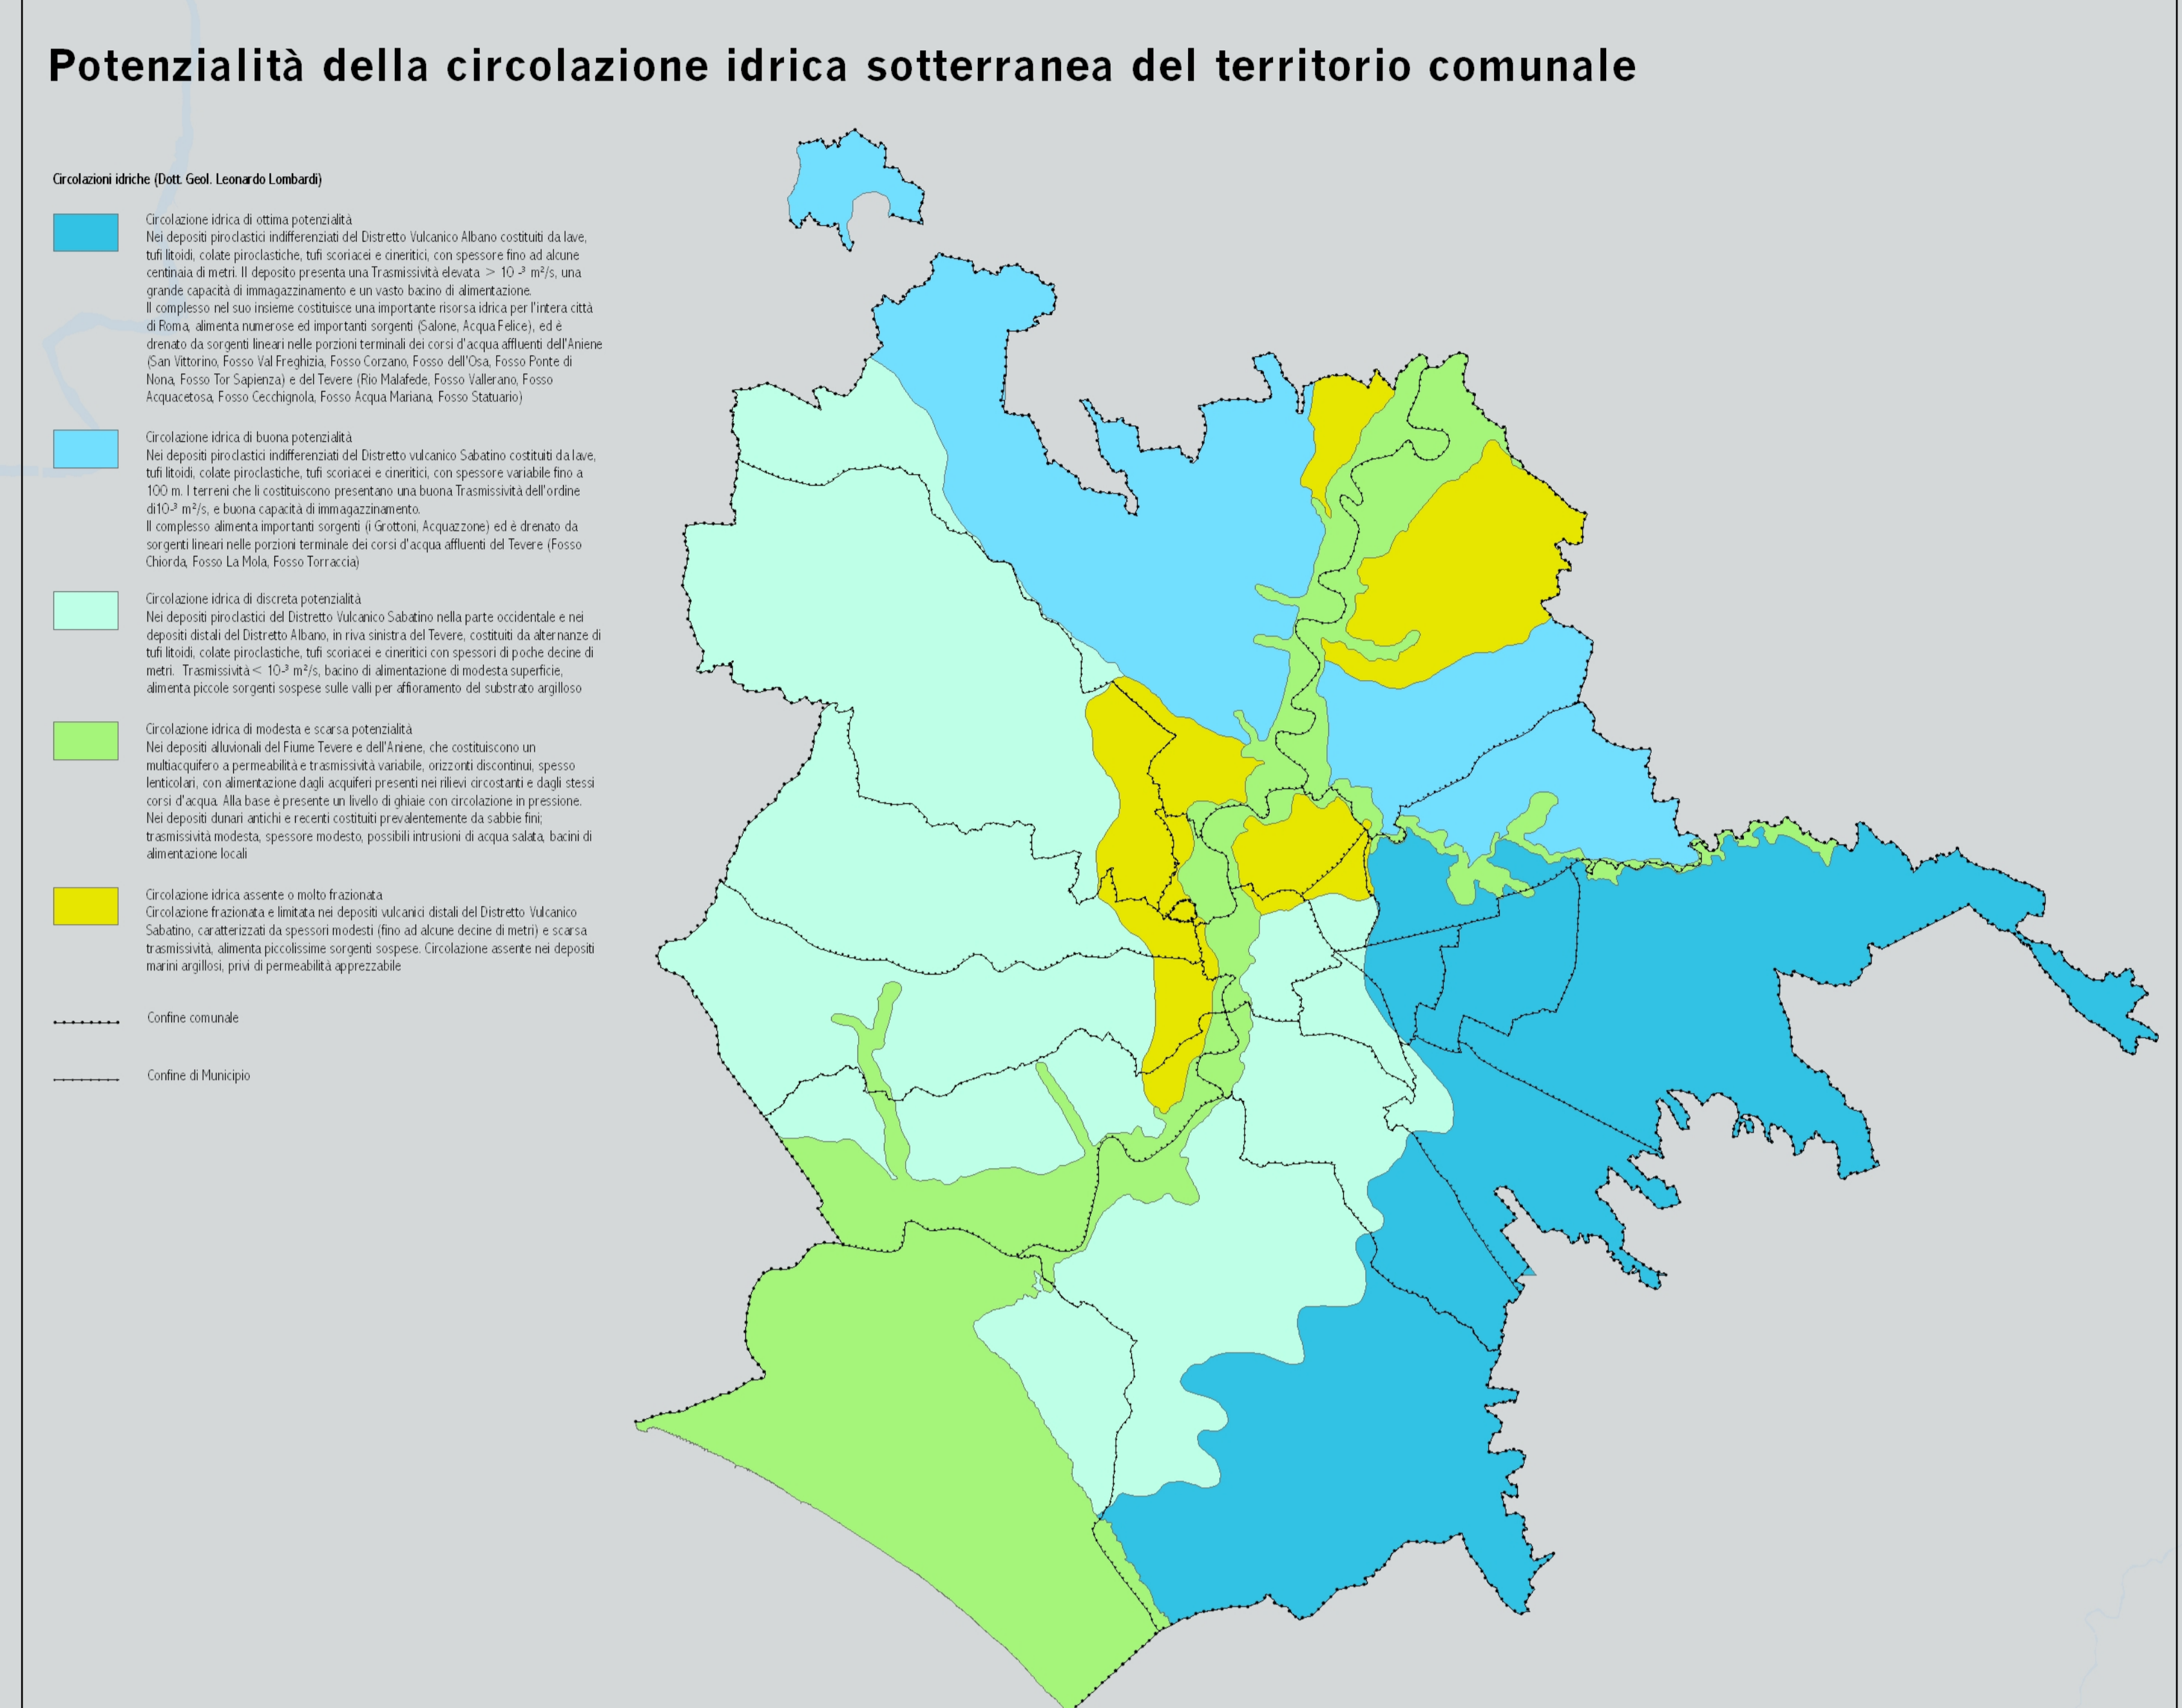 Potenzialità della circolazione idrica sotterranea del territorio comunale
Circolazioni idriche (Dott. Geol. Leonardo Lombardi)
Circolazione idrica di ottima potenzialità
Nei depositi piroclastici indifferenziati del Distretto Vulcanico Albano costituiti da lave,
tufi litoidi, colate piroclastiche, tufi scoriacei e cineritici, con spessore fino ad alcune
centinaia di metri. Il deposito presenta una Trasmissività elevata > 10 -³ m²/s, una
grande capacità di immagazzinamento e un vasto bacino di alimentazione.
Il complesso nel suo insieme costituisce una importante risorsa idrica per l'intera città
di Roma, alimenta numerose ed importanti sorgenti (Salone, Acqua Felice), ed è
drenato da sorgenti lineari nelle porzioni terminali dei corsi d'acqua affluenti dell'Aniene
(San Vittorino, Fosso Val Freghizia, Fosso Corzano, Fosso dell'Osa, Fosso Ponte di
Nona, Fosso Tor Sapienza) e del Tevere (Rio Malafede, Fosso Vallerano, Fosso
Acquacetosa, Fosso Cecchignola, Fosso Acqua Mariana, Fosso Statuario)
Circolazione idrica di buona potenzialità
Nei depositi piroclastici indifferenziati del Distretto vulcanico Sabatino costituiti da lave,
tufi litoidi, colate piroclastiche, tufi scoriacei e cineritici, con spessore variabile fino a
100 m. I terreni che li costituiscono presentano una buona Trasmissività dell'ordine
di10-³ m²/s, e buona capacità di immagazzinamento.
Il complesso alimenta importanti sorgenti (i Grottoni, Acquazzone) ed è drenato da
sorgenti lineari nelle porzioni terminale dei corsi d'acqua affluenti del Tevere (Fosso
Chiorda, Fosso La Mola, Fosso Torraccia)
Circolazione idrica di discreta potenzialità
Nei depositi piroclastici del Distretto Vulcanico Sabatino nella parte occidentale e nei
depositi distali del Distretto Albano, in riva sinistra del Tevere, costituiti da alternanze di
tufi litoidi, colate piroclastiche, tufi scoriacei e cineritici con spessori di poche decine di
metri. Trasmissività < 10-³ m²/s, bacino di alimentazione di modesta superficie,
alimenta piccole sorgenti sospese sulle valli per affioramento del substrato argilloso
Circolazione idrica di modesta e scarsa potenzialità
Nei depositi alluvionali del Fiume Tevere e dell'Aniene, che costituiscono un
multiacquifero a permeabilità e trasmissività variabile, orizzonti discontinui, spesso
lenticolari, con alimentazione dagli acquiferi presenti nei rilievi circostanti e dagli stessi
corsi d'acqua. Alla base è presente un livello di ghiaie con circolazione in pressione.
Nei depositi dunari antichi e recenti costituiti prevalentemente da sabbie fini;
trasmissività modesta, spessore modesto, possibili intrusioni di acqua salata, bacini di
alimentazione locali
Circolazione idrica assente o molto frazionata
Circolazione frazionata e limitata nei depositi vulcanici distali del Distretto Vulcanico
Sabatino, caratterizzati da spessori modesti (fino ad alcune decine di metri) e scarsa
trasmissività, alimenta piccolissime sorgenti sospese. Circolazione assente nei depositi
marini argillosi, privi di permeabilità apprezzabile
Confine comunale
Confine di Municipio